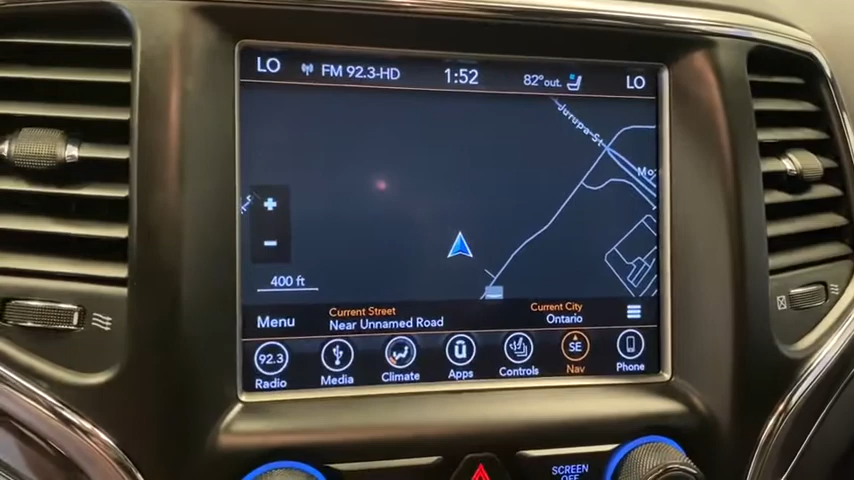 LO FM 92.3-HD 1:52 82°out LO
Jurupa-St
400 ft
Menu
Current Street
Near Unnamed Road
Current City
Ontario
92.3 SE
Radio Media Climate Apps Controls Nav Phone
SCREEN
OFF